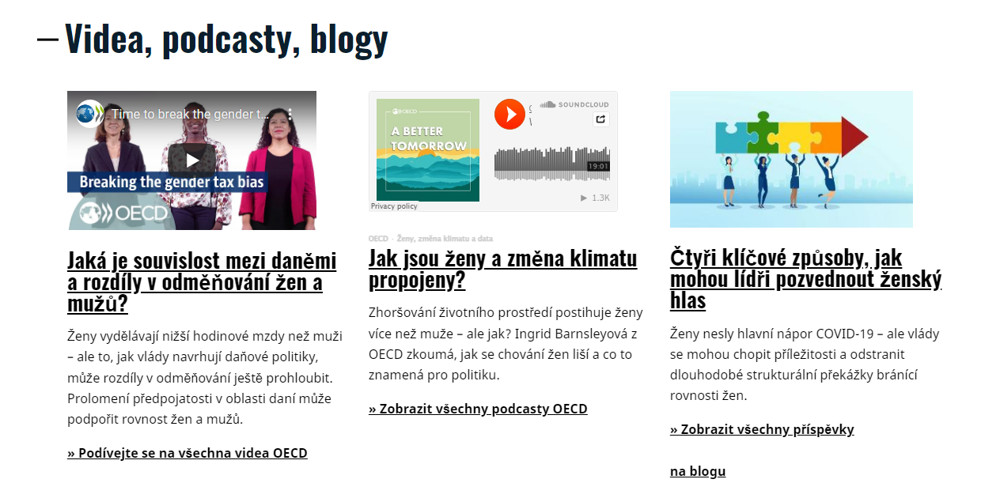 Videa, podcasty, blogy
Time to break the gender t...
Breaking the gender tax bias
OECD
Jaká je souvislost mezi daněmi
a rozdíly v odměňování žen a
mužů?
Ženy vydělávají nižší hodinové mzdy než muži
– ale to, jak vlády navrhují daňové politiky,
může rozdíly v odměňování ještě prohloubit.
Prolomení předpojatosti v oblasti daní může
podpořit rovnost žen a mužů.
» Podívejte se na všechna videa OECD
OECD
A BETTER
TOMORROW
SOUNDCLOUD
19:01
1.3K
Privacy policy
OECD · Ženy, změna klimatu a data
Jak jsou ženy a změna klimatu
propojeny?
Zhoršování životního prostředí postihuje ženy
více než muže – ale jak? Ingrid Barnsleyová z
OECD zkoumá, jak se chování žen liší a co to
znamená pro politiku.
» Zobrazit všechny podcasty OECD
Čtyři klíčové způsoby, jak
mohou lídři pozvednout ženský
hlas
Ženy nesly hlavní nápor COVID-19 – ale vlády
se mohou chopit příležitosti a odstranit
dlouhodobé strukturální překážky bránící
rovnosti žen.
» Zobrazit všechny příspěvky
na blogu